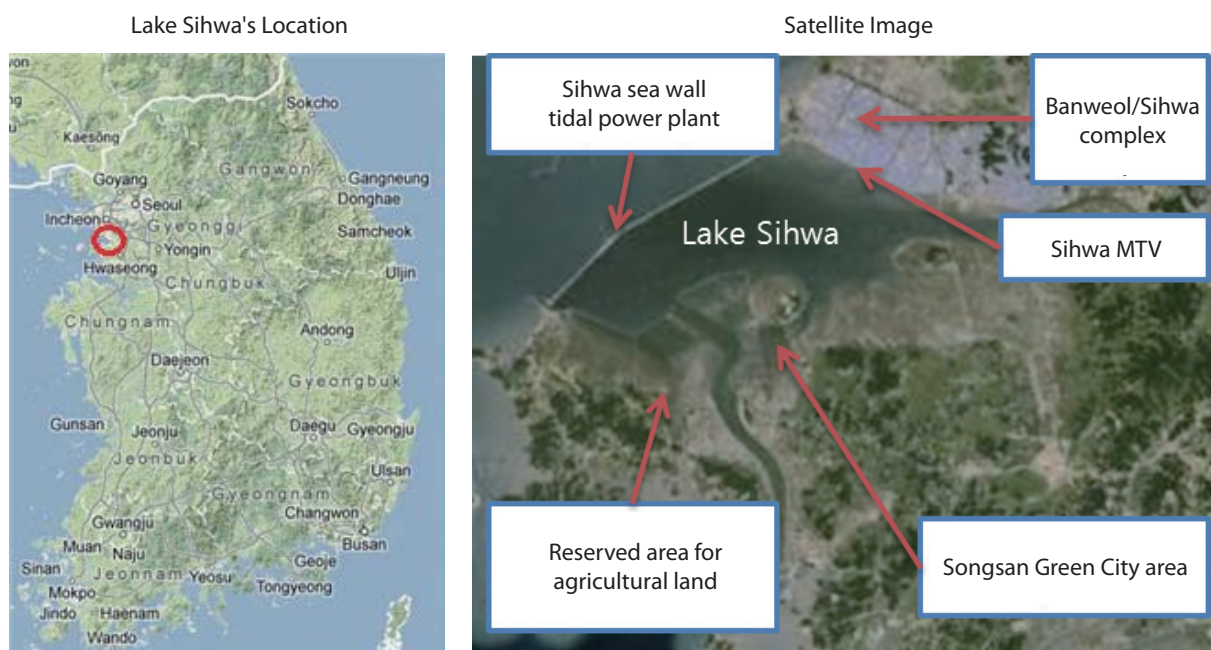 Lake Sihwa's Location
Satellite Image
Sokcho
Kaesŏng
Gangwon
Goyang
Seoul
Gangneung
Incheon
Donghae
Gyeonggi
Samcheok
Yongin
Hwaseong
Uljin
Chungbuk
Chungnam
Andong
Daejeon
Gyeongbuk
Gunsan
Daegu
Gyeongju
Jeonju
Jeonbuk
Ulsan
Gyeongnam
Changwon
Gwangju
Busan
Muan
Naju
Geoje
Sinan
Jeonnam
Yeosu
Tongyeong
Mokpo
Jindo
Haenam
Wando
Sihwa sea wall
tidal power plant
Banweol/Sihwa
complex
Lake Sihwa
Sihwa MTV
Reserved area for
agricultural land
Songsan Green City area